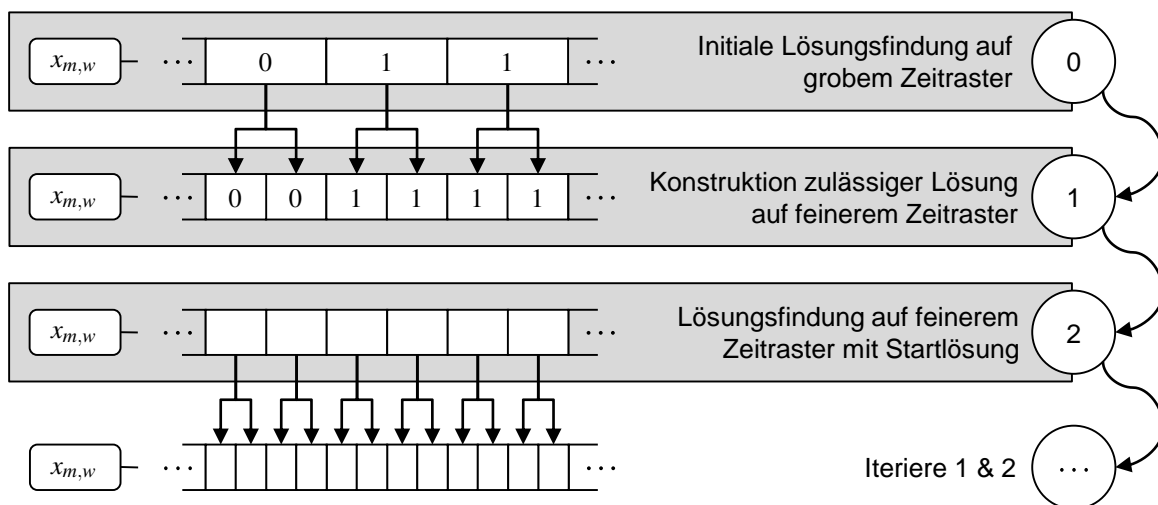 x_{m,w} ··· 0 1 1 ··· Initiale Lösungsfindung auf
grobem Zeitraster
0
x_{m,w} ··· 0 0 1 1 1 1 ··· Konstruktion zulässiger Lösung
auf feinerem Zeitraster
1
x_{m,w} ··· ··· Lösungsfindung auf feinerem
Zeitraster mit Startlösung
2
x_{m,w} ··· ··· Iteriere 1 & 2 ···